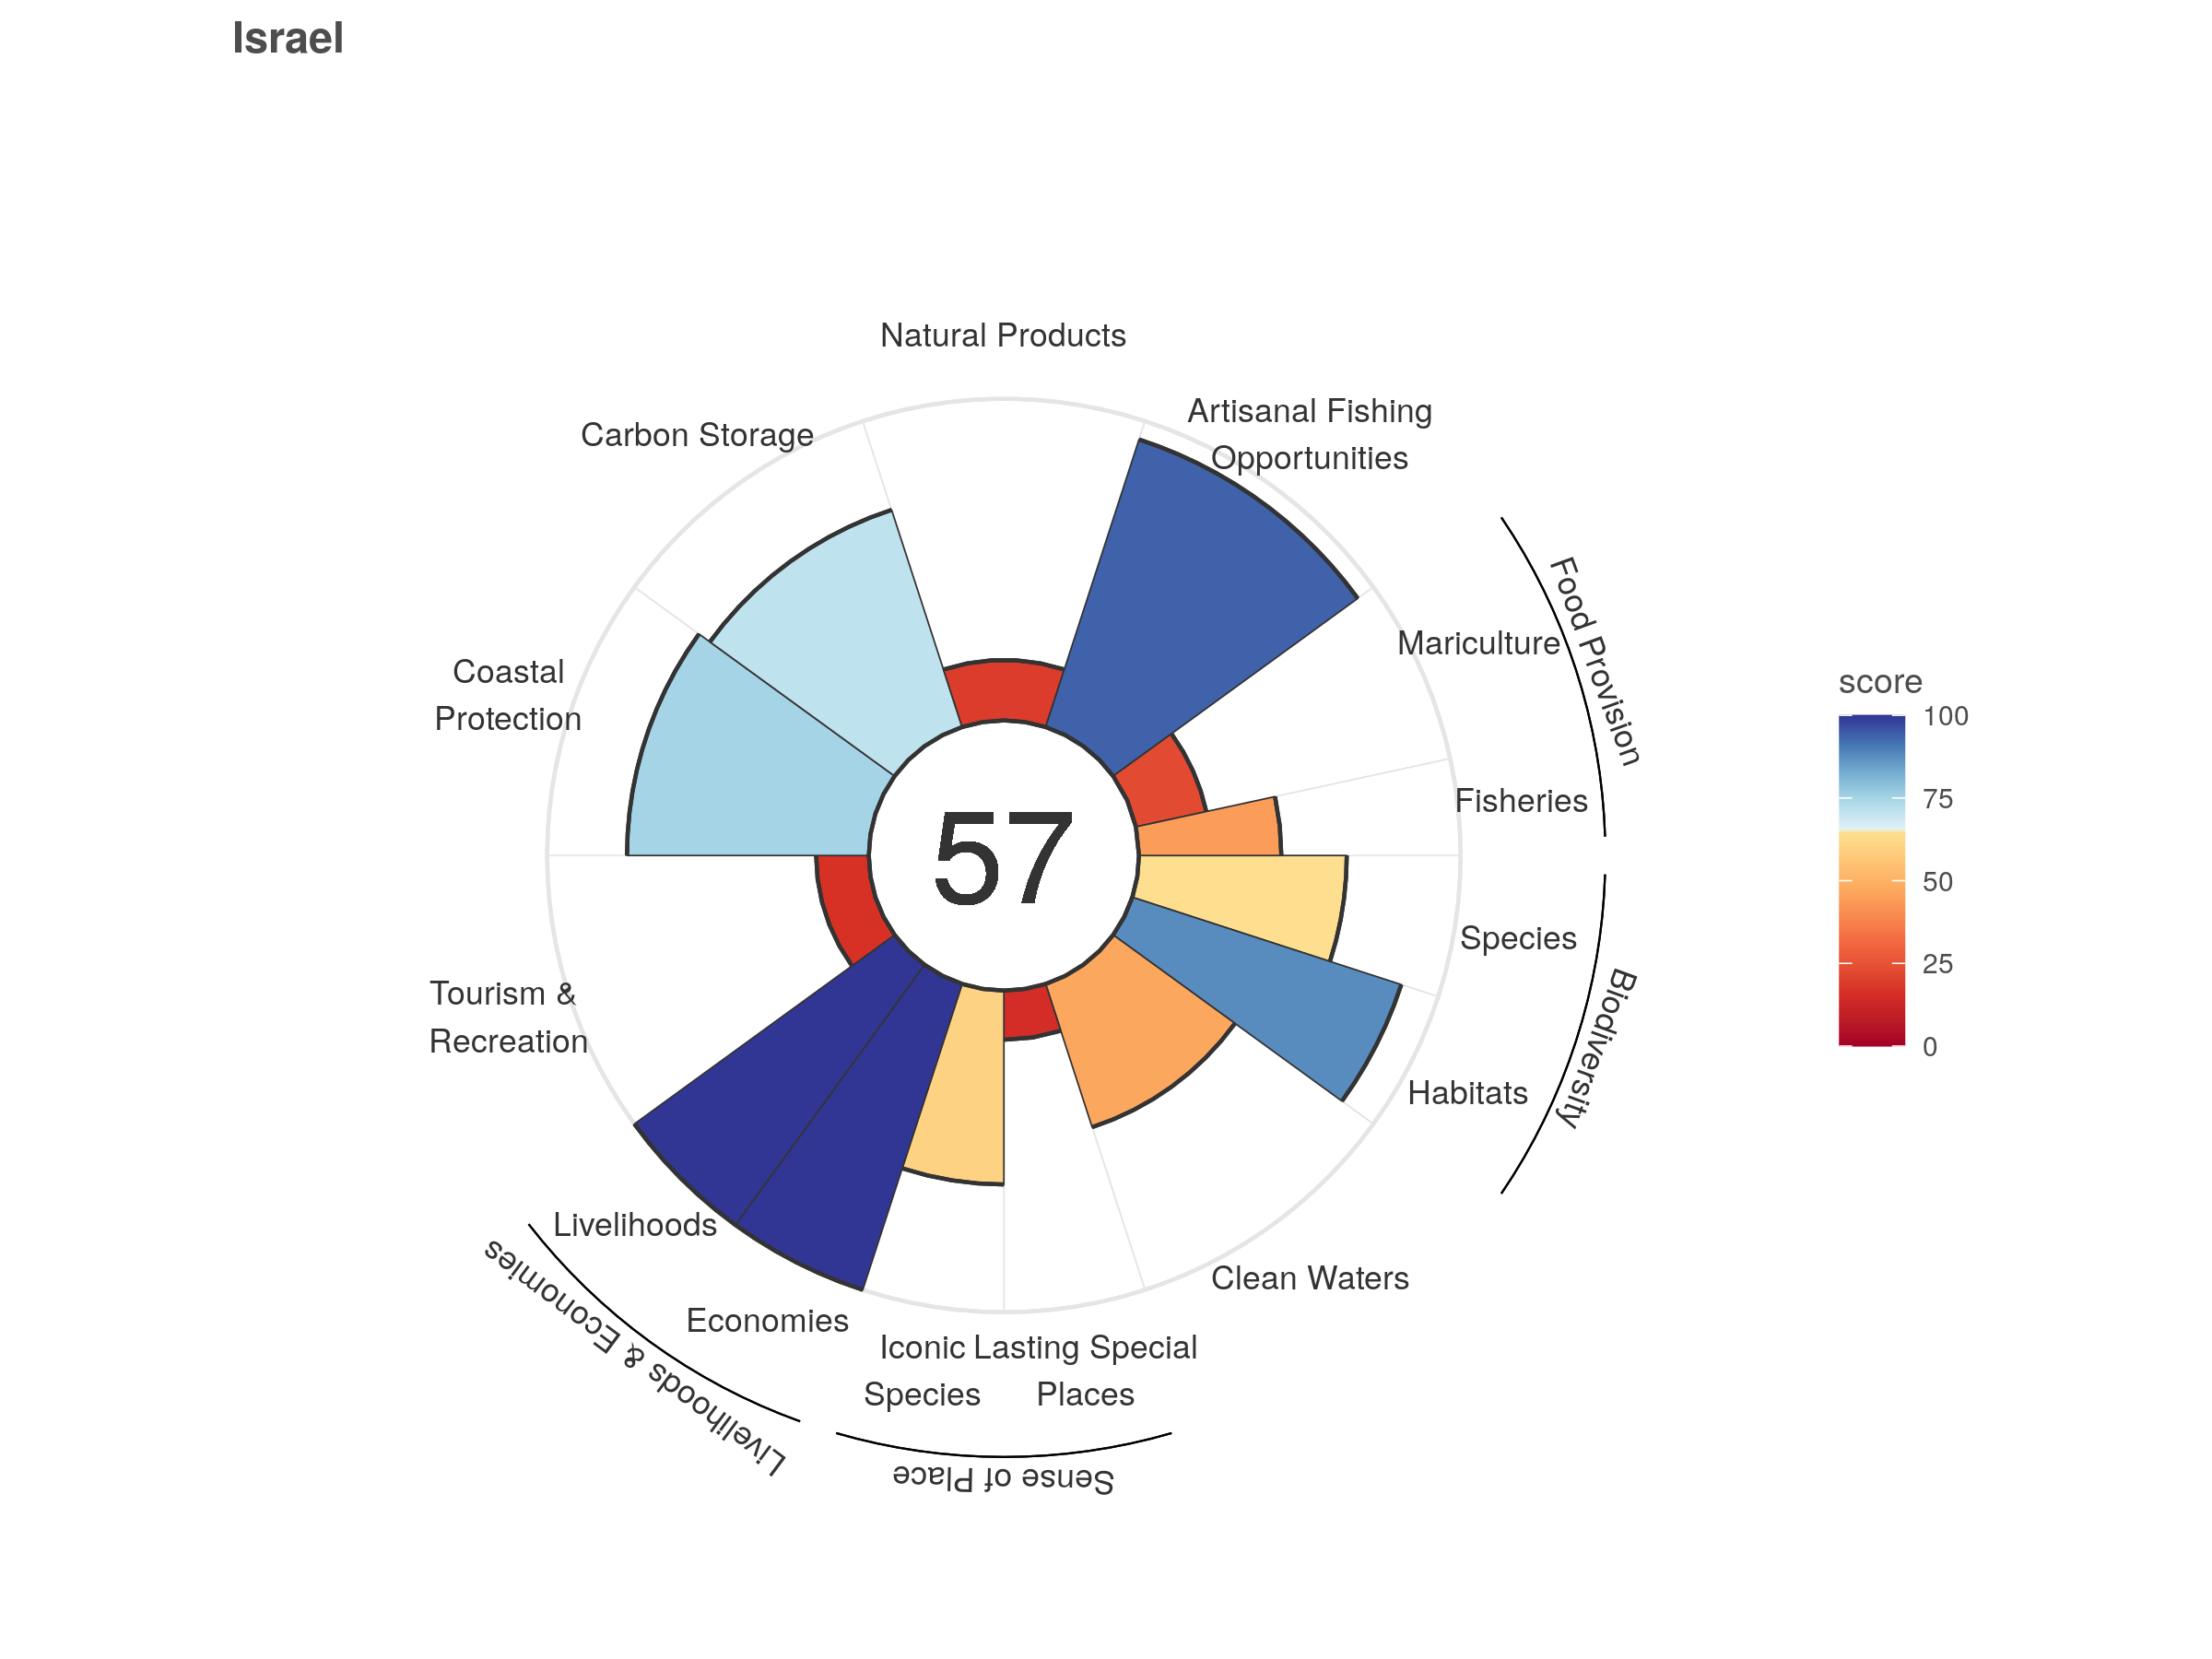 Israel
Natural Products
Artisanal Fishing
Opportunities
Carbon Storage
Mariculture
Food Provision
Coastal
Protection
Fisheries
57
Species
Biodiversity
Habitats
Tourism &
Recreation
Clean Waters
Livelihoods
Economies
Livelihoods & Economies
Iconic
Species
Lasting Special
Places
Sense of Place
score
100
75
50
25
0